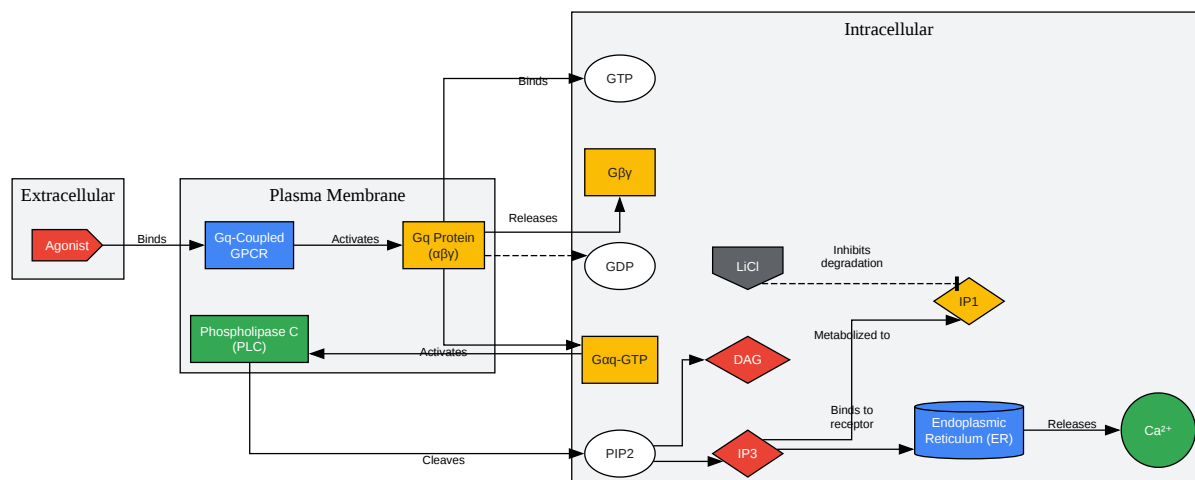 Intracellular
GTP
Binds
Gβγ
Extracellular
Plasma Membrane
Releases
Agonist
Binds
Gq-Coupled
GPCR
Activates
Gq Protein
(αβγ)
GDP
LiCl
Inhibits
degradation
IP1
Phospholipase C
(PLC)
Activates
Gαq-GTP
DAG
Metabolized to
Binds to
receptor
Endoplasmic
Reticulum (ER)
Releases
Ca²⁺
Cleaves
PIP2
IP3